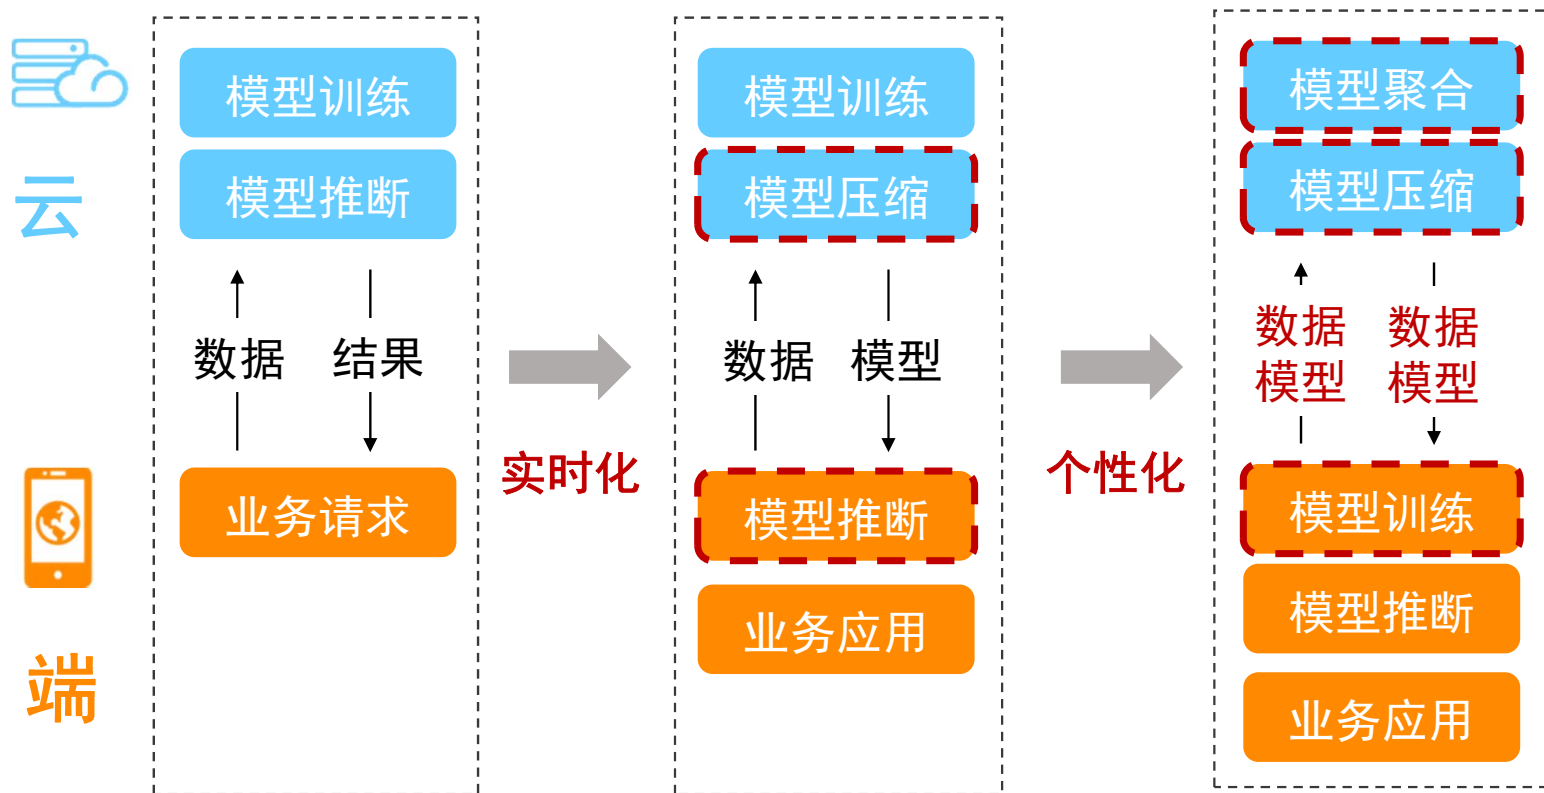 云
端
模型训练
模型推断
数据
结果
业务请求
实时化
模型训练
模型压缩
数据
模型
模型推断
业务应用
个性化
模型聚合
模型压缩
数据
模型
数据
模型
模型训练
模型推断
业务应用